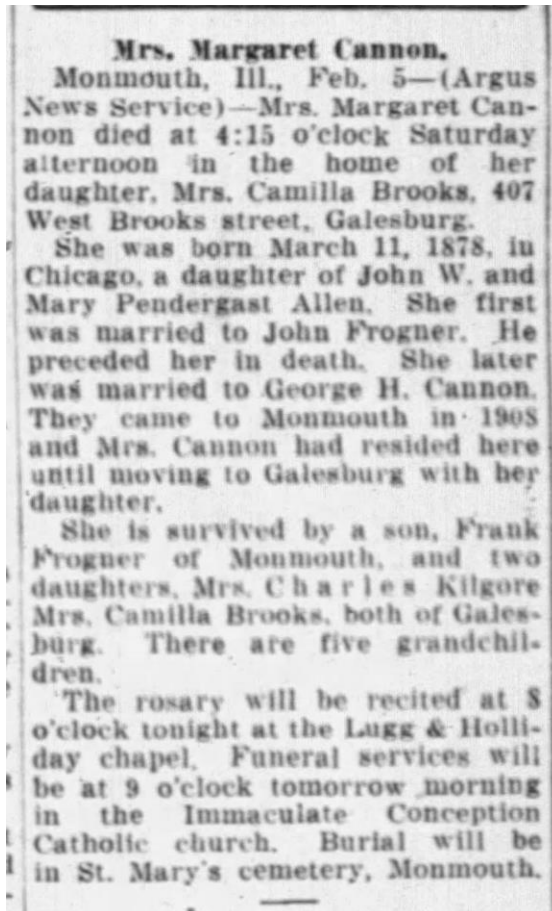 Mrs. Margaret Cannon.
Monmouth, Ill., Feb. 5—(Argus
News Service)—Mrs. Margaret Can-
non died at 4:15 o'clock Saturday
afternoon in the home of her
daughter, Mrs. Camilla Brooks, 407
West Brooks street, Galesburg.
She was born March 11, 1878, in
Chicago, a daughter of John W. and
Mary Pendergast Allen. She first
was married to John Frogner. He
preceded her in death. She later
was married to George H. Cannon.
They came to Monmouth in 1908
and Mrs. Cannon had resided here
until moving to Galesburg with her
daughter.
She is survived by a son, Frank
Frogner of Monmouth, and two
daughters, Mrs. Charles Kilgore
Mrs. Camilla Brooks, both of Gales-
burg. There are five grandchil-
dren.
The rosary will be recited at 8
o'clock tonight at the Lugg & Holli-
day chapel. Funeral services will
be at 9 o'clock tomorrow morning
in the Immaculate Conception
Catholic church. Burial will be
in St. Mary's cemetery, Monmouth.